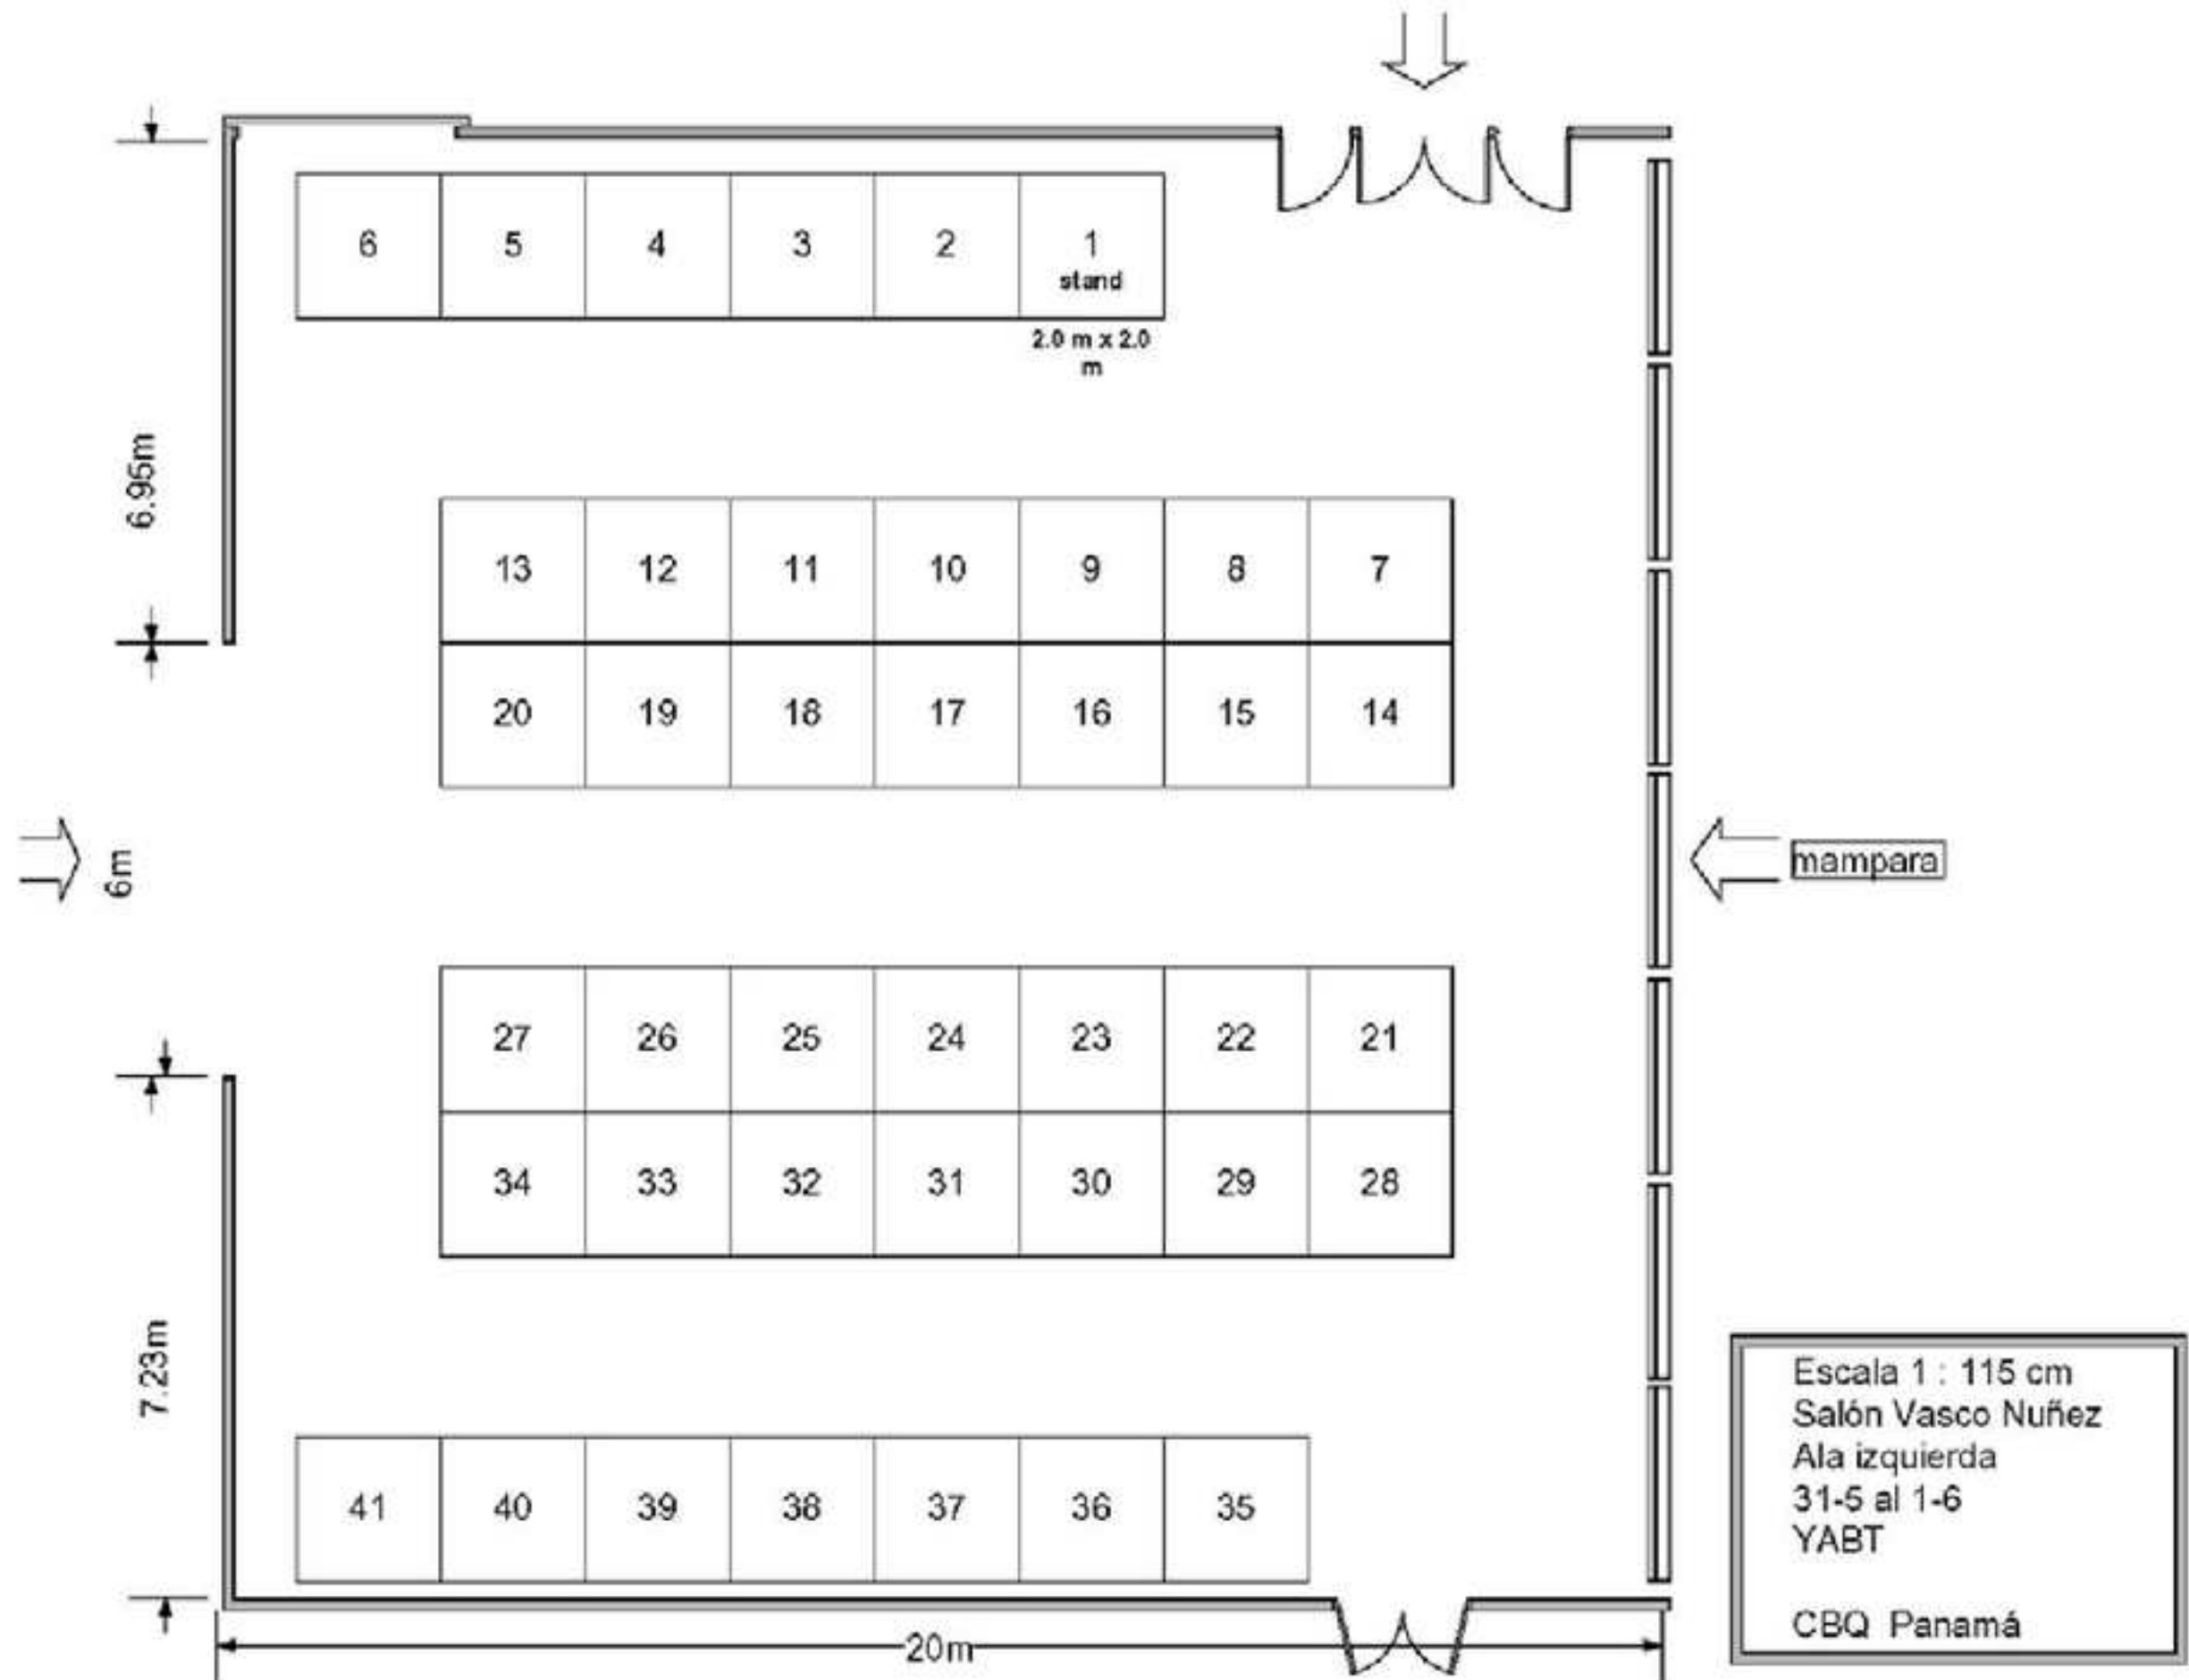 6 5 4 3 2 1
stand
2.0 m x 2.0
m
6.95m
13 12 11 10 9 8 7
20 19 18 17 16 15 14
6m
mampara
27 26 25 24 23 22 21
34 33 32 31 30 29 28
7.23m
41 40 39 38 37 36 35
20m
Escala 1 : 115 cm
Salón Vasco Nuñez
Ala izquierda
31-5 al 1-6
YABT
CBQ Panamá